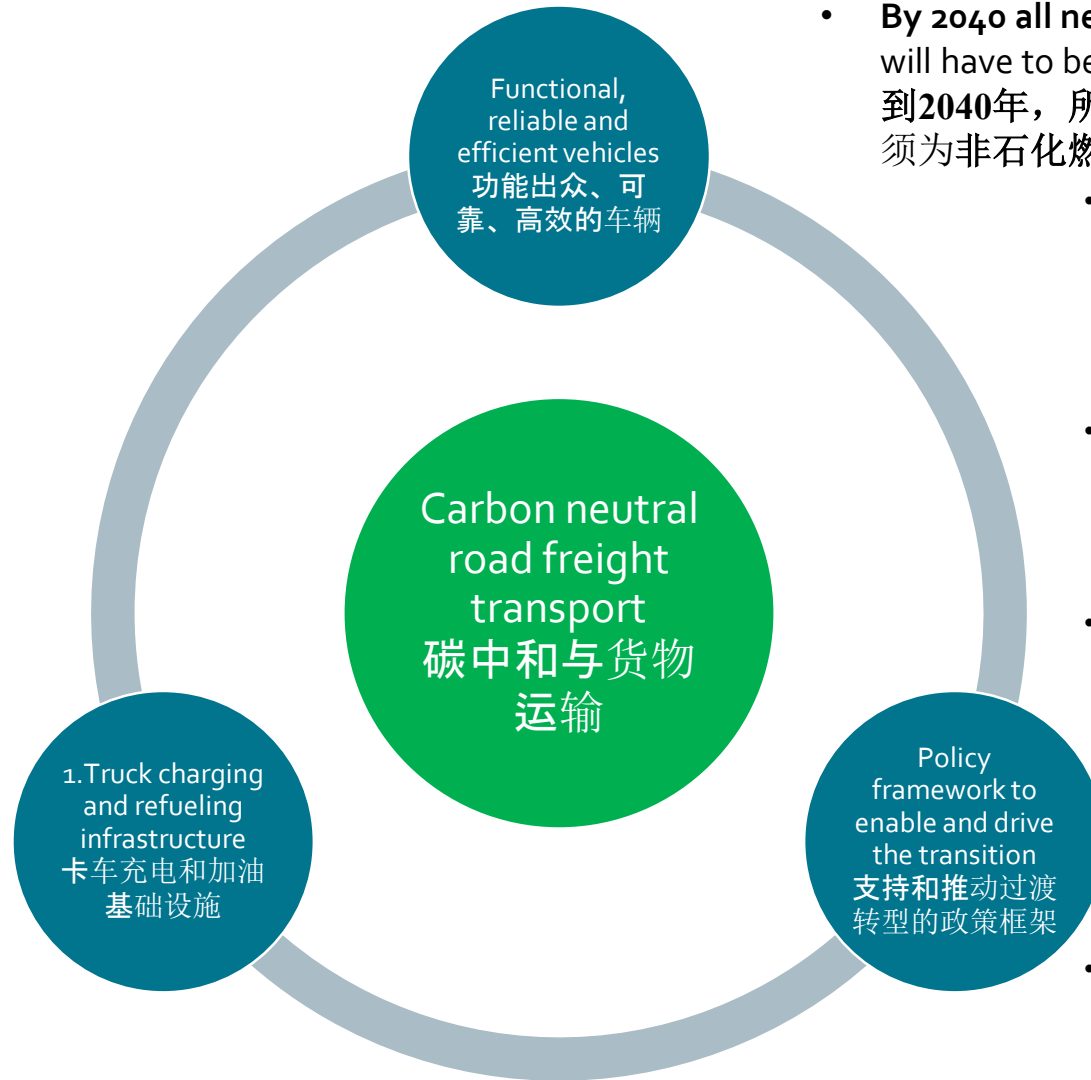 Functional,
reliable and
efficient vehicles
功能出众、可
靠、高效的车辆
Carbon neutral
road freight
transport
碳中和与货物
运输
1.Truck charging
and refueling
infrastructure
卡车充电和加油
基础设施
Policy
framework to
enable and drive
the transition
支持和推动过渡
转型的政策框架
• By 2040 all ne
will have to be
到2040年，所
须为非石化燃
•
•
•
•